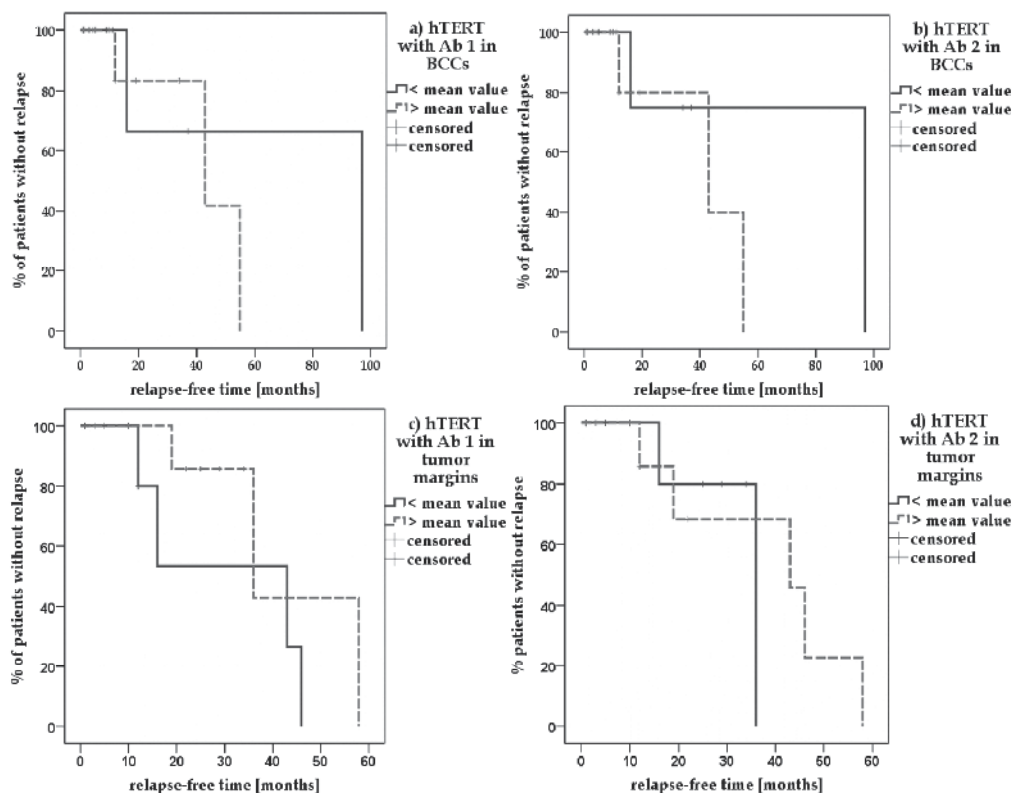 a) hTERT
with Ab 1 in
BCCs
< mean value
> mean value
censored
censored
% of patients without relapse
100
80
60
40
20
0
0 20 40 60 80 100
relapse-free time [months]
b) hTERT
with Ab 2 in
BCCs
< mean value
> mean value
censored
censored
% of patients without relapse
100
80
60
40
20
0
0 20 40 60 80 100
relapse-free time [months]
c) hTERT
with Ab 1 in
tumor
margins
< mean value
> mean value
censored
censored
% of patients without relapse
100
80
60
40
20
0
0 10 20 30 40 50 60
relapse-free time [months]
d) hTERT
with Ab 2 in
tumor
margins
< mean value
> mean value
censored
censored
% patients without relapse
100
80
60
40
20
0
0 10 20 30 40 50 60
relapse-free time [months]